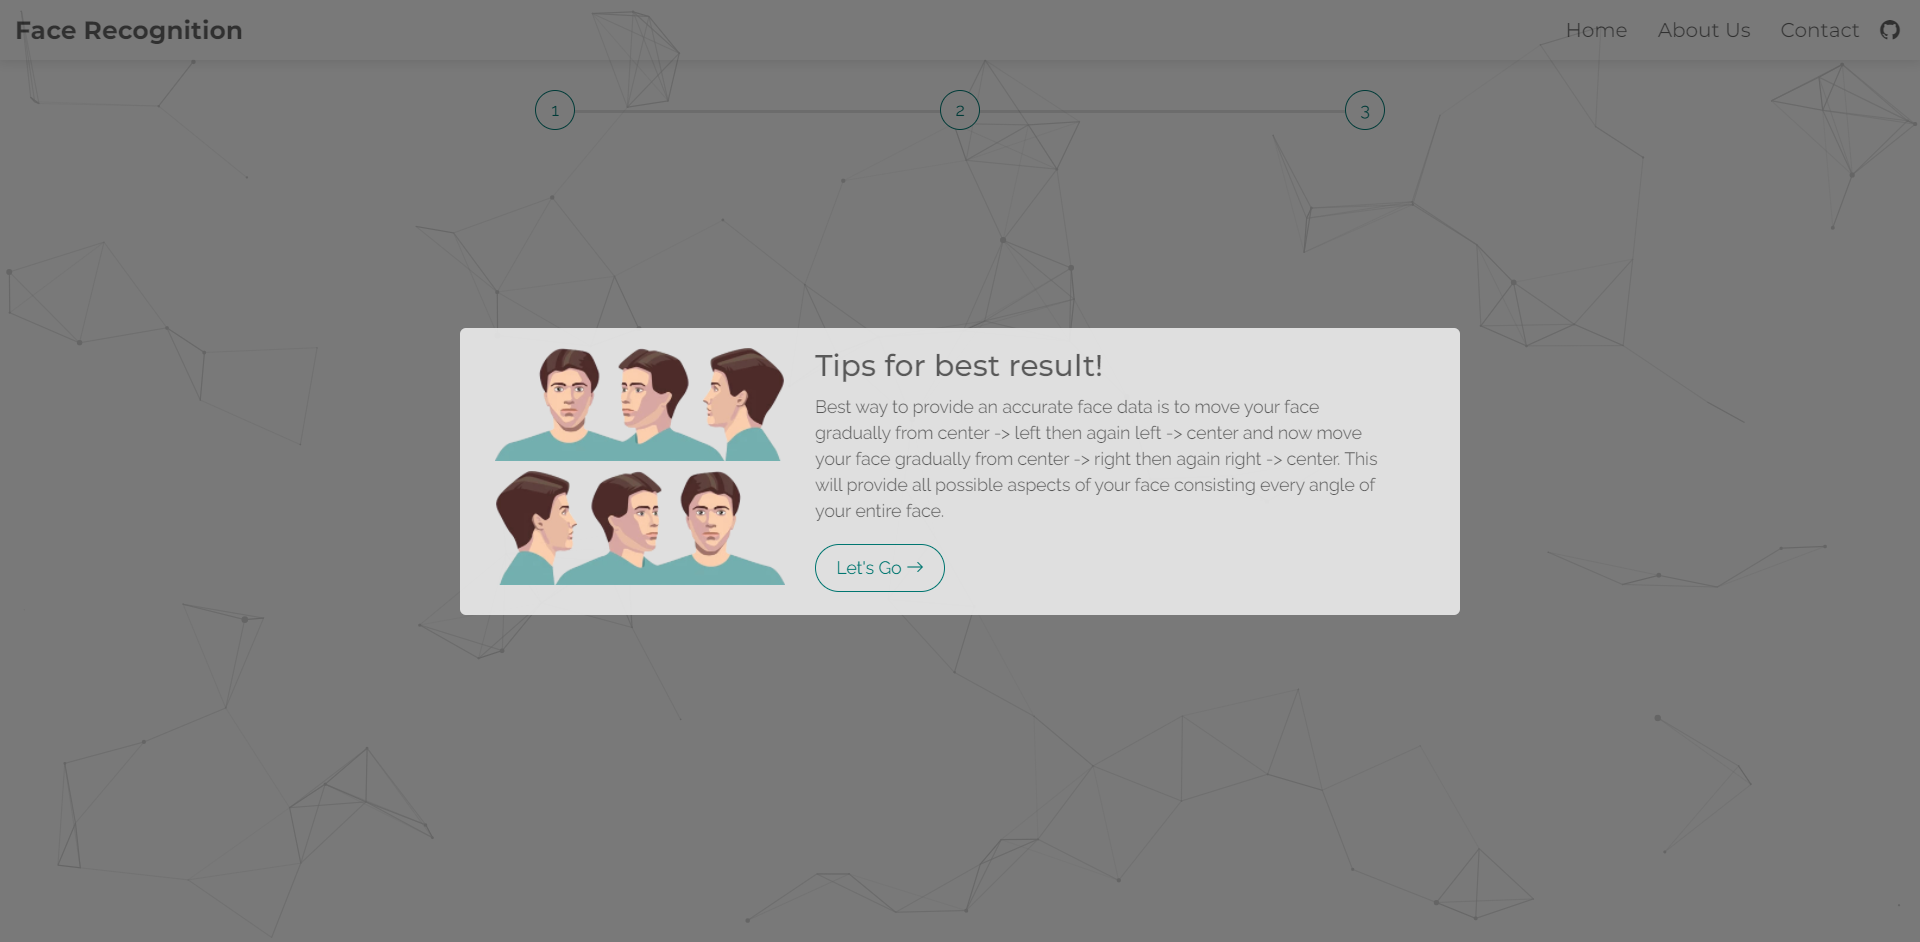 Face Recognition
Home About Us Contact
1 2 3
Tips for best result!
Best way to provide an accurate face data is to move your face
gradually from center -> left then again left -> center and now move
your face gradually from center -> right then again right -> center. This
will provide all possible aspects of your face consisting every angle of
your entire face.
Let's Go →